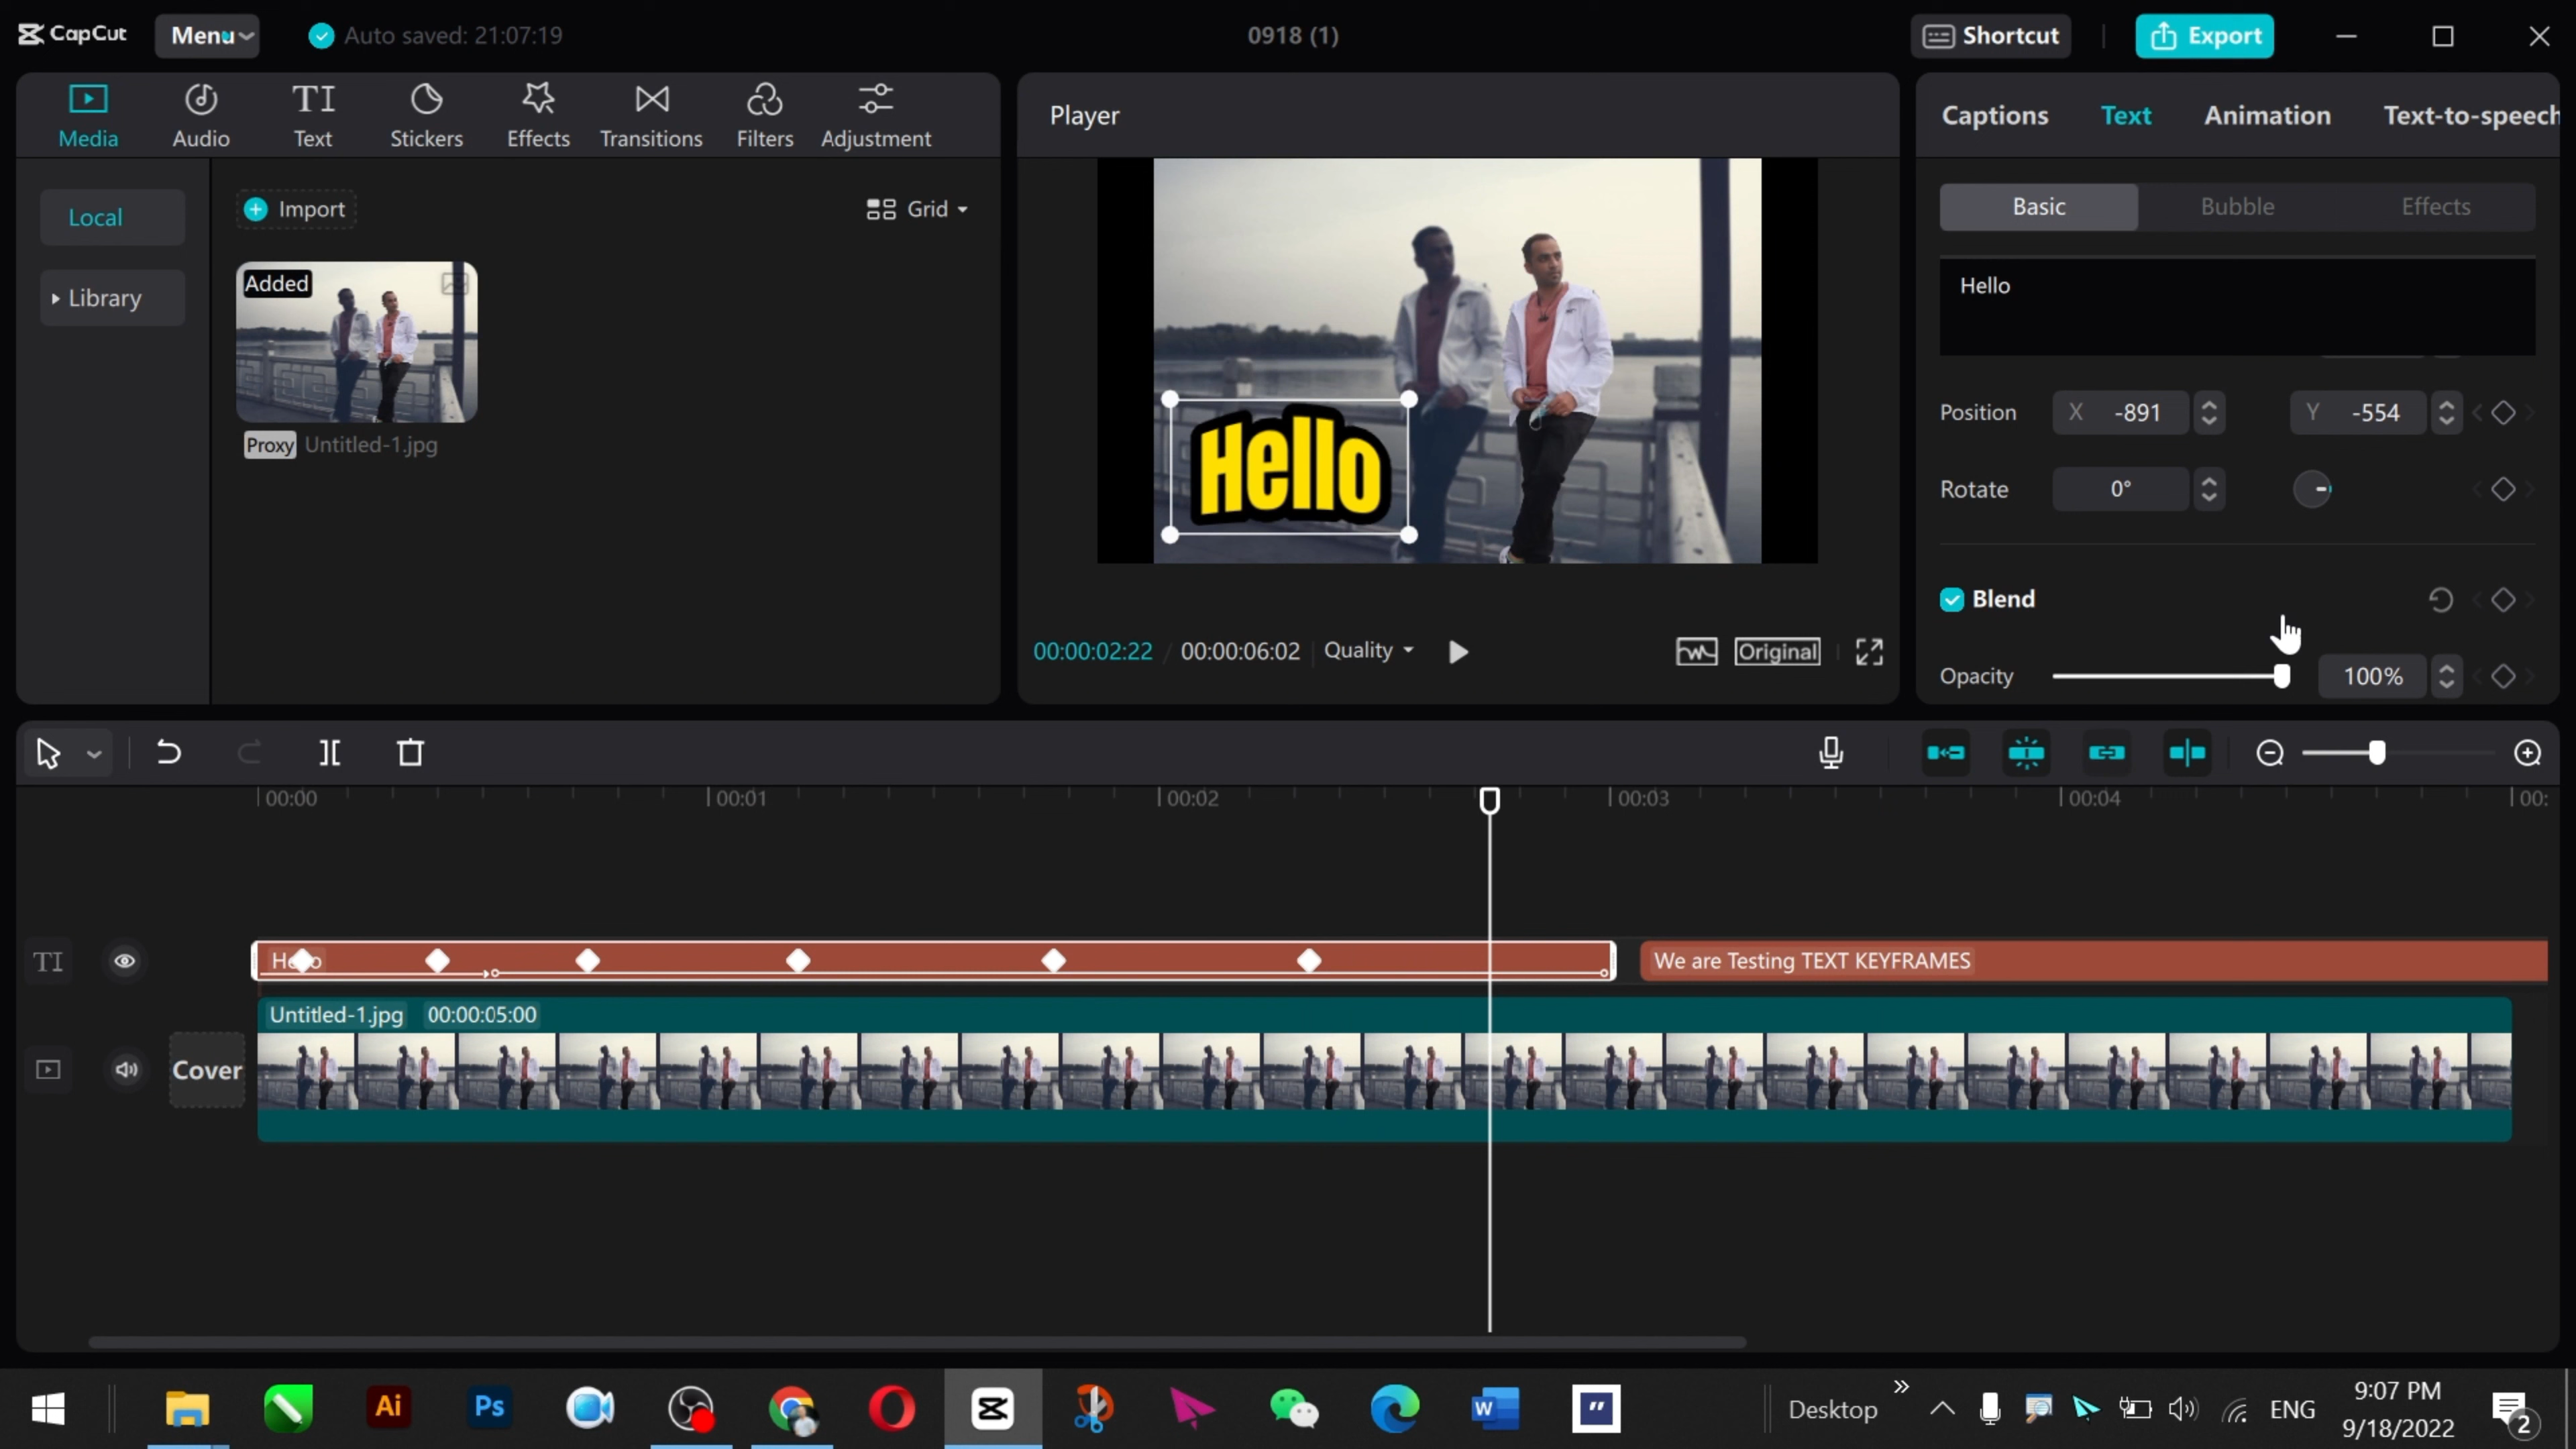 CapCut
Menu
Auto saved: 21:07:19
0918 (1)
Shortcut
Export
Media
Audio
TI
Text
Stickers
Effects
Transitions
Filters
Adjustment
Player
Captions
Text
Animation
Text-to-speech
Local
Library
Import
Grid
Added
Proxy
Untitled-1.jpg
Hello
00:00:02:22 / 00:00:06:02
Quality
Original
Basic
Bubble
Effects
Hello
Position
X -891
Y -554
Rotate
0°
Blend
Opacity
100%
00:00
00:01
00:02
00:03
00:04
00:
TI
Hello
We are Testing TEXT KEYFRAMES
Untitled-1.jpg 00:00:05:00
Cover
Ai
Ps
W
Desktop
ENG
9:07 PM
9/18/2022
2